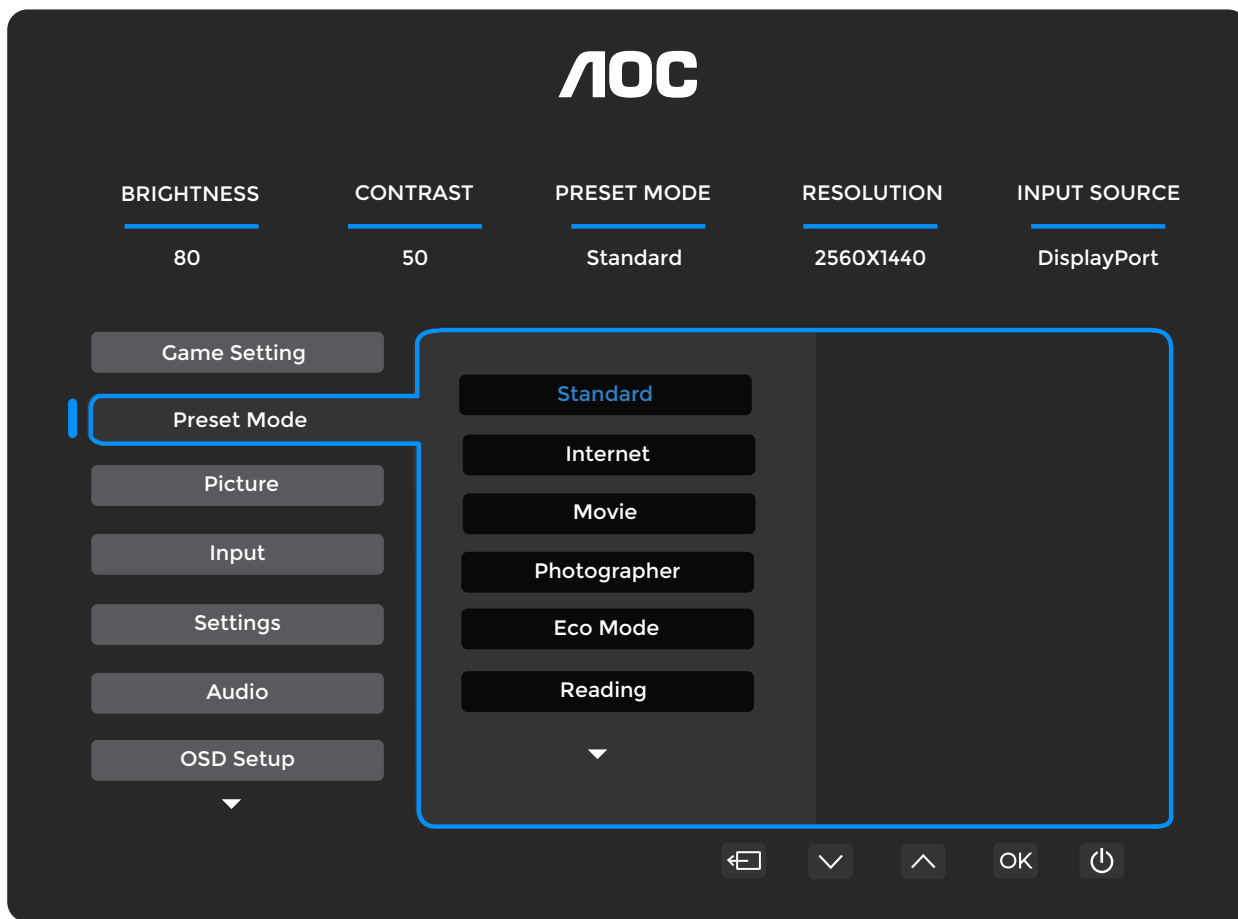 AOC
BRIGHTNESS CONTRAST PRESET MODE RESOLUTION INPUT SOURCE
80 50 Standard 2560X1440 DisplayPort
Game Setting
Preset Mode
Picture
Input
Settings
Audio
OSD Setup
Standard
Internet
Movie
Photographer
Eco Mode
Reading
OK